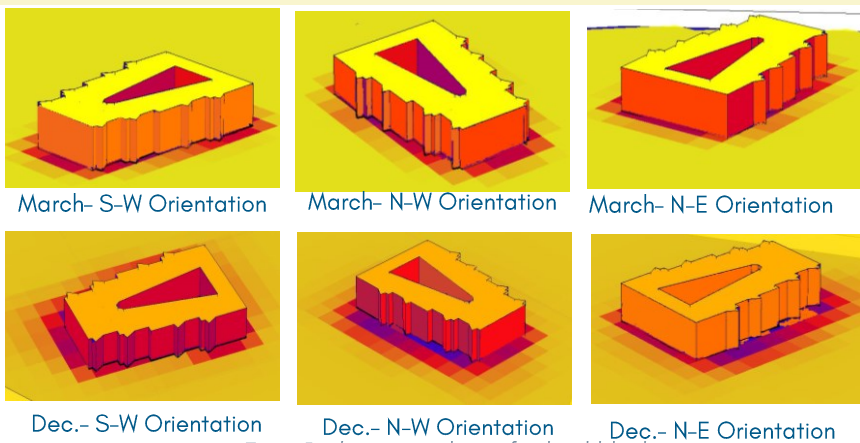 March- S-W Orientation
March- N-W Orientation
March- N-E Orientation
Dec.- S-W Orientation
Dec.- N-W Orientation
Dec.- N-E Orientation